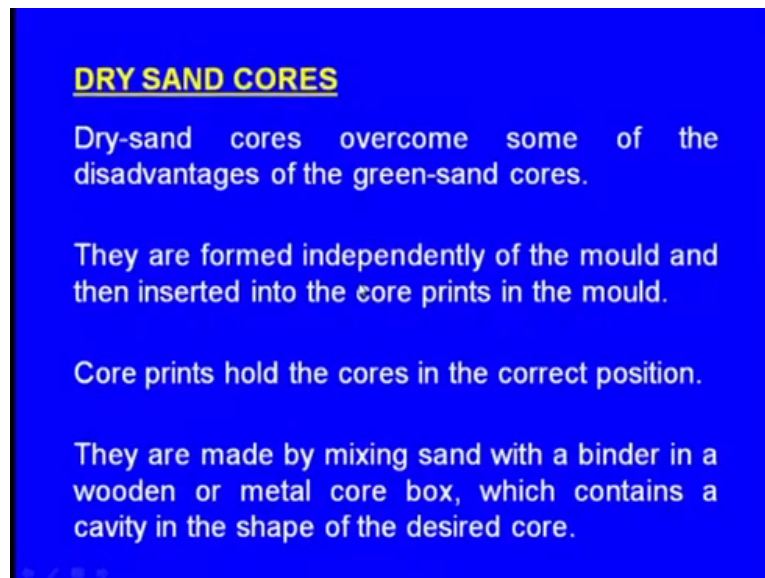 DRY SAND CORES
Dry-sand cores overcome some of the
disadvantages of the green-sand cores.
They are formed independently of the mould and
then inserted into the core prints in the mould.
Core prints hold the cores in the correct position.
They are made by mixing sand with a binder in a
wooden or metal core box, which contains a
cavity in the shape of the desired core.